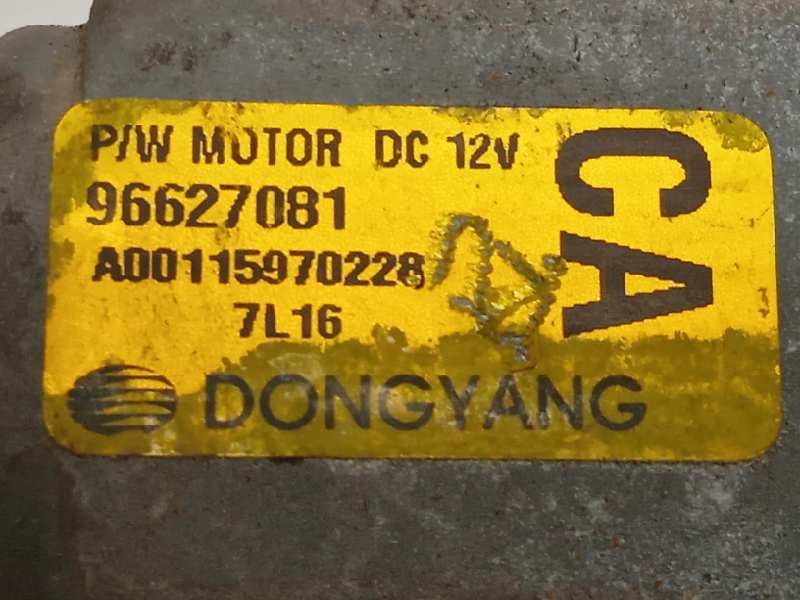 P/W MOTOR DC 12V
96627081
A00115970228
7L16
CA
DONGYANG